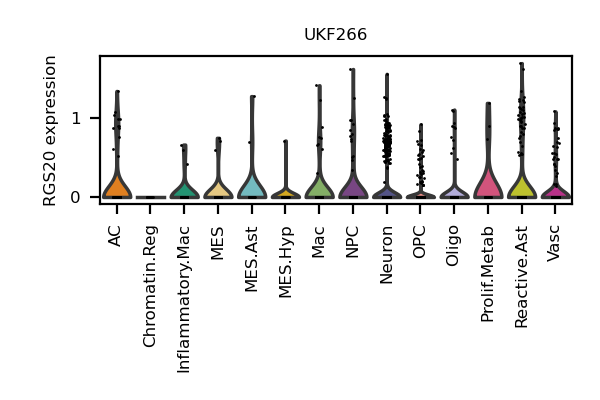 UKF266
RGS20 expression
1
0
AC
Chromatin.Reg
Inflammatory.Mac
MES
MES.Ast
MES.Hyp
Mac
NPC
Neuron
OPC
Oligo
Prolif.Metab
Reactive.Ast
Vasc